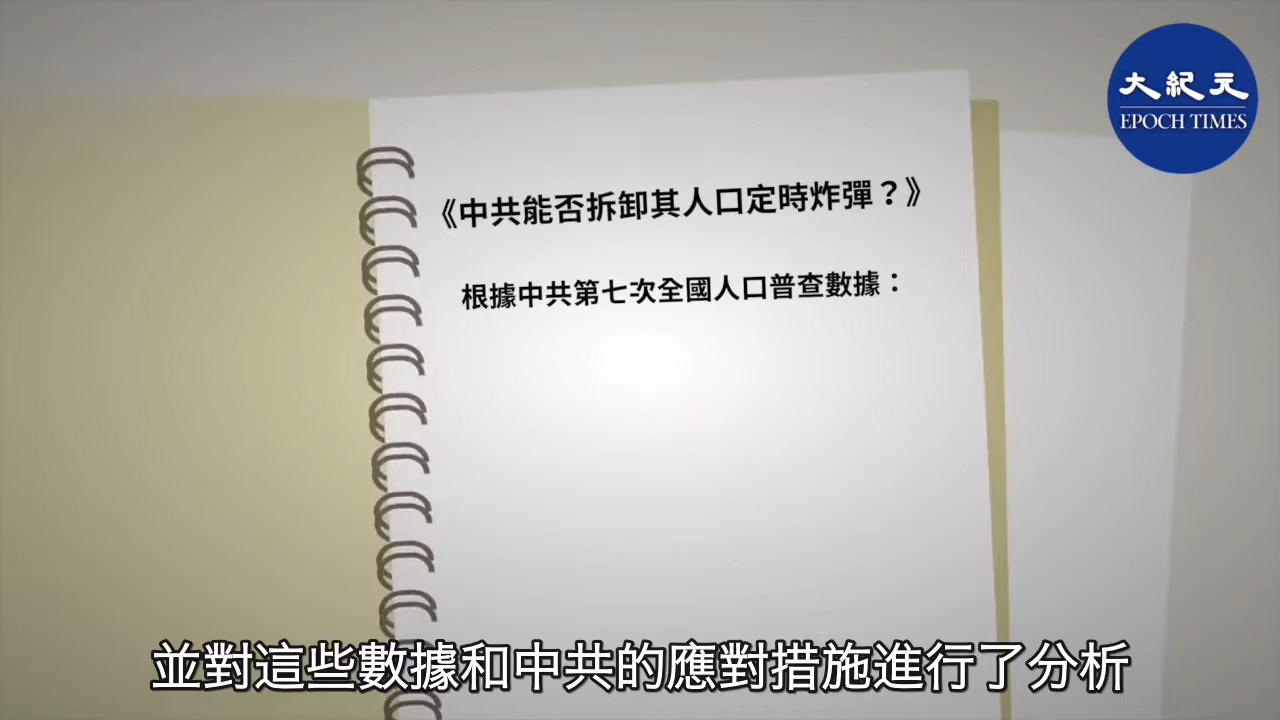 大紀元
EPOCH TIMES
《中共能否拆卸其人口定時炸彈？》
根據中共第七次全國人口普查數據：
並對這些數據和中共的應對措施進行了分析